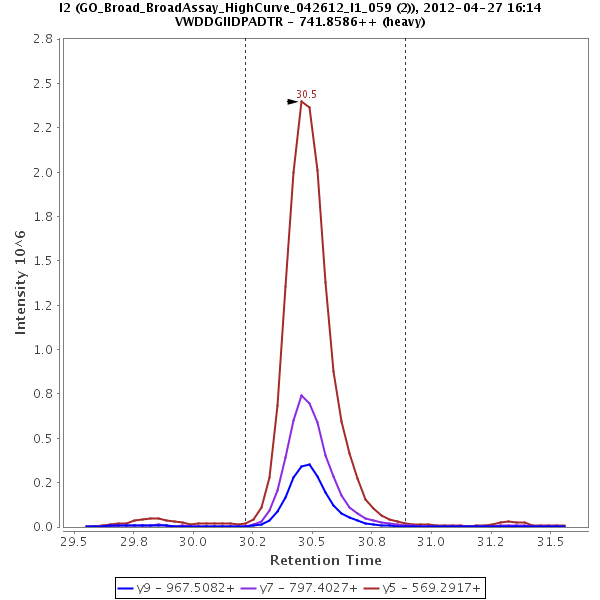 I2 (GO_Broad_BroadAssay_HighCurve_042612_I1_059 (2)), 2012-04-27 16:14
VWDDGIIDPADTR - 741.8586++ (heavy)
2.8
2.5
2.2
2.0
1.8
1.5
1.2
1.0
0.8
0.5
0.2
0.0
Intensity 10^6
30.5
29.5 29.8 30.0 30.2 30.5 30.8 31.0 31.2 31.5
Retention Time
y9 - 967.5082+ y7 - 797.4027+ y5 - 569.2917+